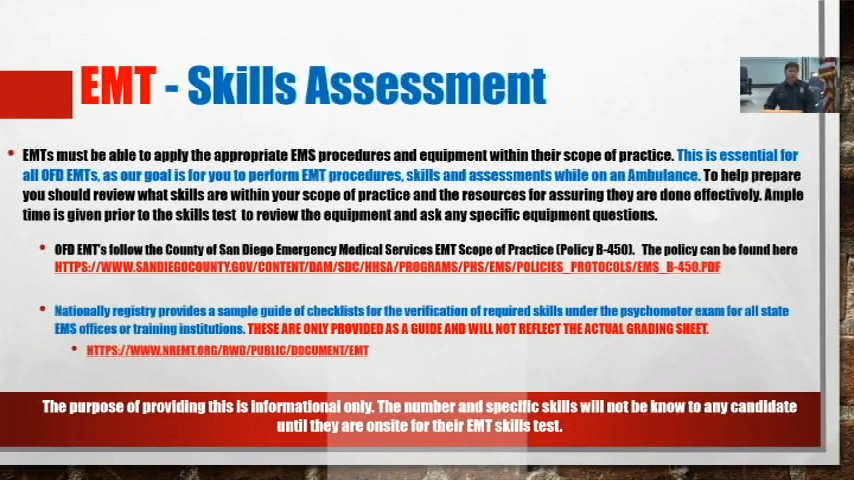 EMT - Skills Assessment
• EMTs must be able to apply the appropriate EMS procedures and equipment within their scope of practice. This is essential for
all OFD EMTs, as our goal is for you to perform EMT procedures, skills and assessments while on an Ambulance. To help prepare
you should review what skills are within your scope of practice and the resources for assuring they are done effectively. Ample
time is given prior to the skills test to review the equipment and ask any specific equipment questions.
• OFD EMT's follow the County of San Diego Emergency Medical Services EMT Scope of Practice (Policy B-450). The policy can be found here
HTTPS://WWW.SANDIEGOCOUNTY.GOV/CONTENT/DAM/SDC/HHSA/PROGRAMS/PHS/EMS/POLICIES_PROTOCOLS/EMS_B-450.PDF
• Nationally registry provides a sample guide of checklists for the verification of required skills under the psychomotor exam for all state
EMS offices or training institutions. THESE ARE ONLY PROVIDED AS A GUIDE AND WILL NOT REFLECT THE ACTUAL GRADING SHEET.
• HTTPS://WWW.NREMT.ORG/RWD/PUBLIC/DOCUMENT/EMT
The purpose of providing this is informational only. The number and specific skills will not be know to any candidate
until they are onsite for their EMT skills test.